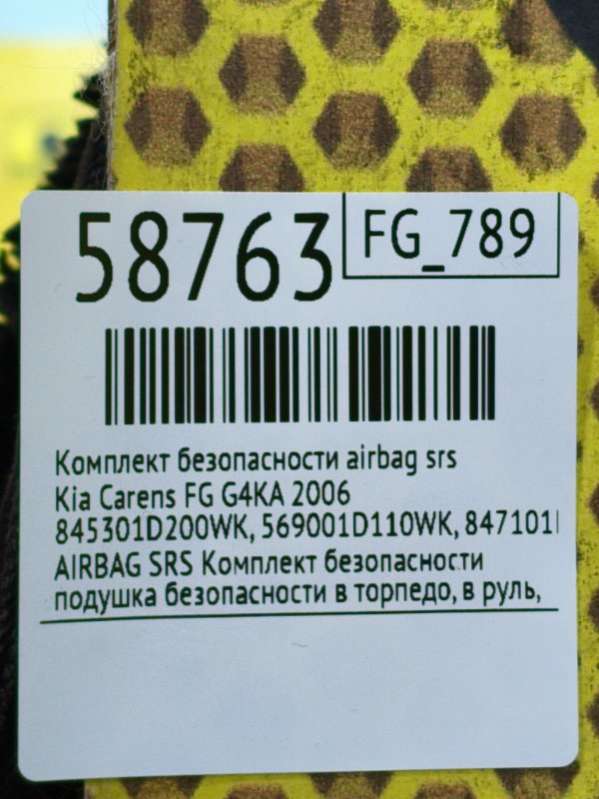 58763
FG_789
Комплект безопасности airbag srs
Kia Carens FG G4KA 2006
845301D200WK, 569001D110WK, 847101
AIRBAG SRS Комплект безопасности
подушка безопасности в торпедо, в руль,